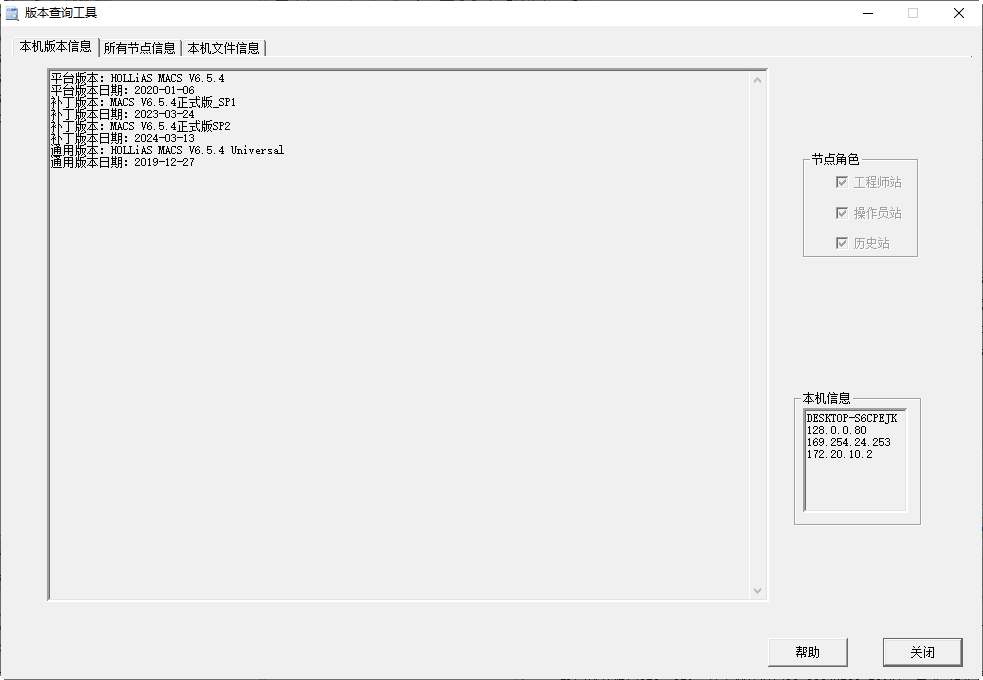 版本查询工具
本机版本信息 所有节点信息 本机文件信息
平台版本: HOLLiAS MACS V6.5.4
平台版本日期: 2020-01-06
补丁版本: MACS V6.5.4正式版_SP1
补丁版本日期: 2023-03-24
补丁版本: MACS V6.5.4正式版SP2
补丁版本日期: 2024-03-13
通用版本: HOLLiAS MACS V6.5.4 Universal
通用版本日期: 2019-12-27
节点角色
工程师站
操作员站
历史站
本机信息
DESKTOP-S6CPEJK
128.0.0.80
169.254.24.253
172.20.10.2
帮助
关闭